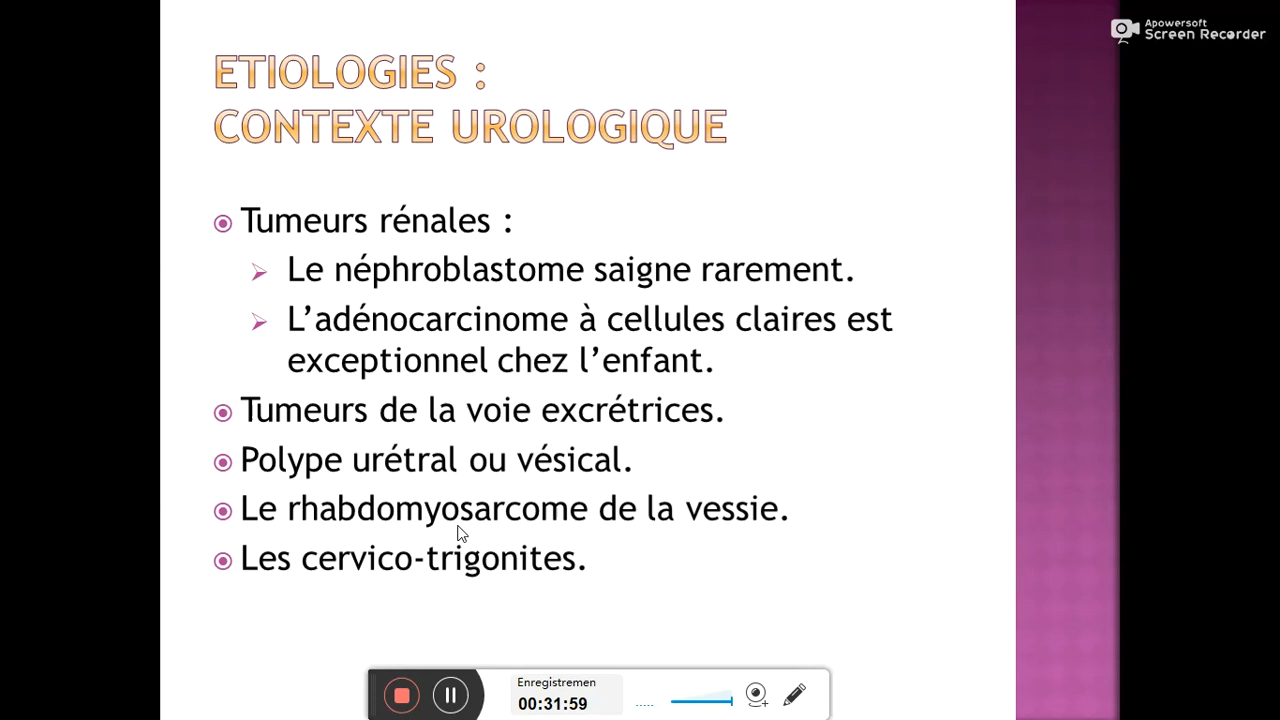 Apowersoft
Screen Recorder
ETIOLOGIES :
CONTEXTE UROLOGIQUE
Tumeurs rénales :
Le néphroblastome saigne rarement.
L’adénocarcinome à cellules claires est
exceptionnel chez l’enfant.
Tumeurs de la voie excrétrices.
Polype urétral ou vésical.
Le rhabdomyosarcome de la vessie.
Les cervico-trigonites.
Enregistremen
00:31:59